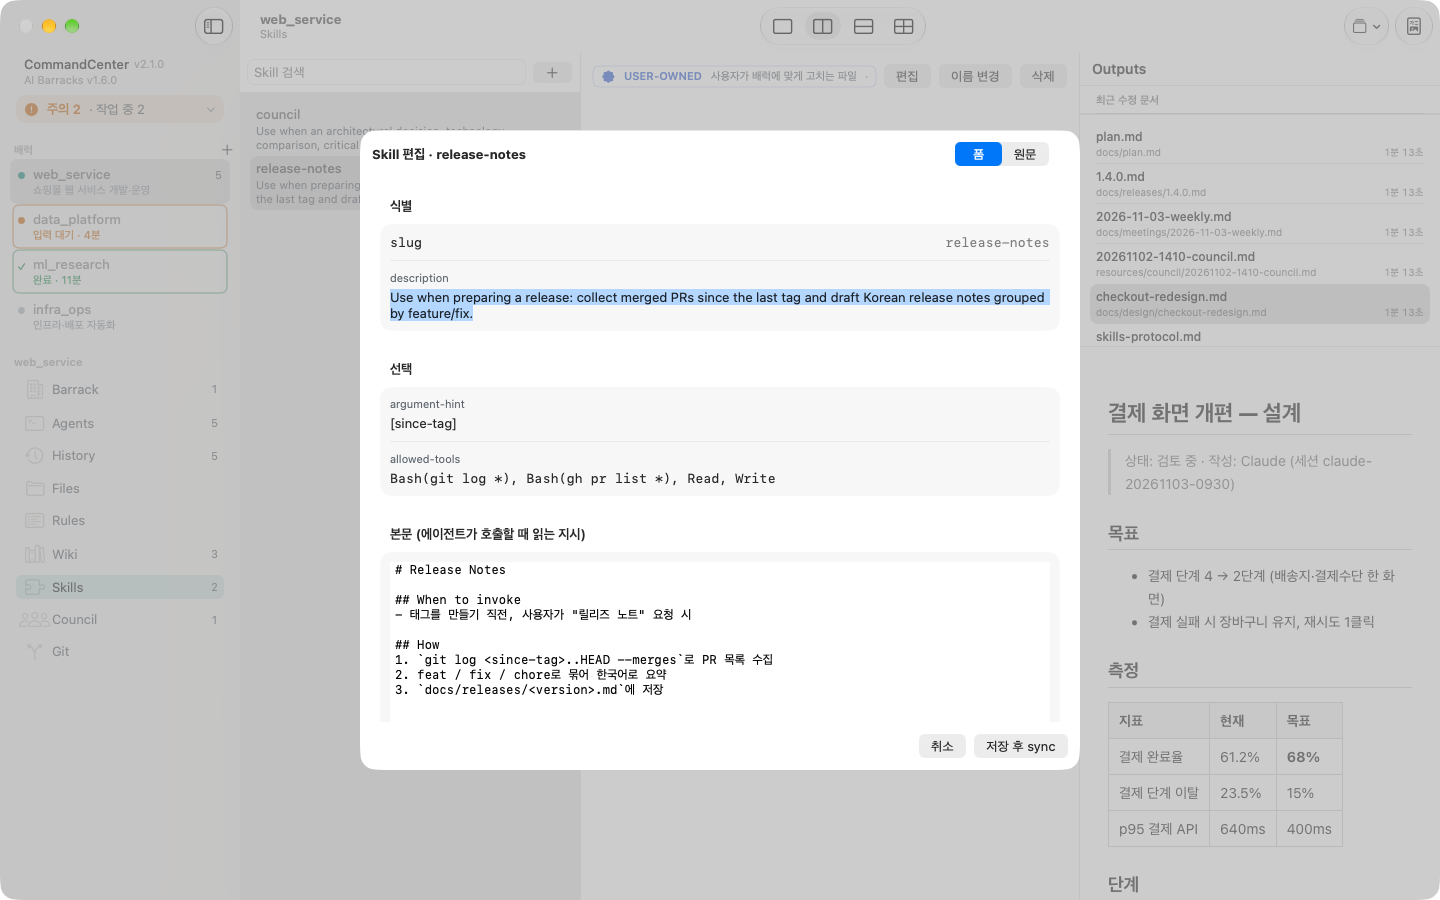 CommandCenter v2.1.0
AI Barracks v1.6.0
주의 2 · 작업 중 2
배럭
web_service 5
쇼핑몰 웹 서비스 개발·운영
data_platform
입력 대기 · 4분
ml_research
완료 · 11분
infra_ops
인프라·배포 자동화
web_service
Barrack 1
Agents 5
History 5
Files
Rules
Wiki 3
Skills 2
Council 1
Git
web_service
Skills
Skill 검색
council
Use when an architectural decision, technology
comparison, critical
release-notes
Use when preparing
the last tag and draf
USER-OWNED 사용자가 배럭에 맞게 고치는 파일 ·
편집
이름 변경
삭제
Skill 편집 · release-notes
폼
원문
식별
slug release-notes
description
Use when preparing a release: collect merged PRs since the last tag and draft Korean release notes grouped
by feature/fix.
선택
argument-hint
[since-tag]
allowed-tools
Bash(git log *), Bash(gh pr list *), Read, Write
본문 (에이전트가 호출할 때 읽는 지시)
# Release Notes
## When to invoke
- 태그를 만들기 직전, 사용자가 "릴리즈 노트" 요청 시
## How
1. `git log <since-tag>..HEAD --merges`로 PR 목록 수집
2. feat / fix / chore로 묶어 한국어로 요약
3. `docs/releases/<version>.md`에 저장
취소
저장 후 sync
Outputs
최근 수정 문서
plan.md
docs/plan.md 1분 13초
1.4.0.md
docs/releases/1.4.0.md 1분 13초
2026-11-03-weekly.md
docs/meetings/2026-11-03-weekly.md 1분 13초
20261102-1410-council.md
resources/council/20261102-1410-council.md 1분 13초
checkout-redesign.md
docs/design/checkout-redesign.md 1분 13초
skills-protocol.md
결제 화면 개편 — 설계
상태: 검토 중 · 작성: Claude (세션 claude-
20261103-0930)
목표
• 결제 단계 4 → 2단계 (배송지·결제수단 한 화
면)
• 결제 실패 시 장바구니 유지, 재시도 1클릭
측정
지표 현재 목표
결제 완료율 61.2% 68%
결제 단계 이탈 23.5% 15%
p95 결제 API 640ms 400ms
단계